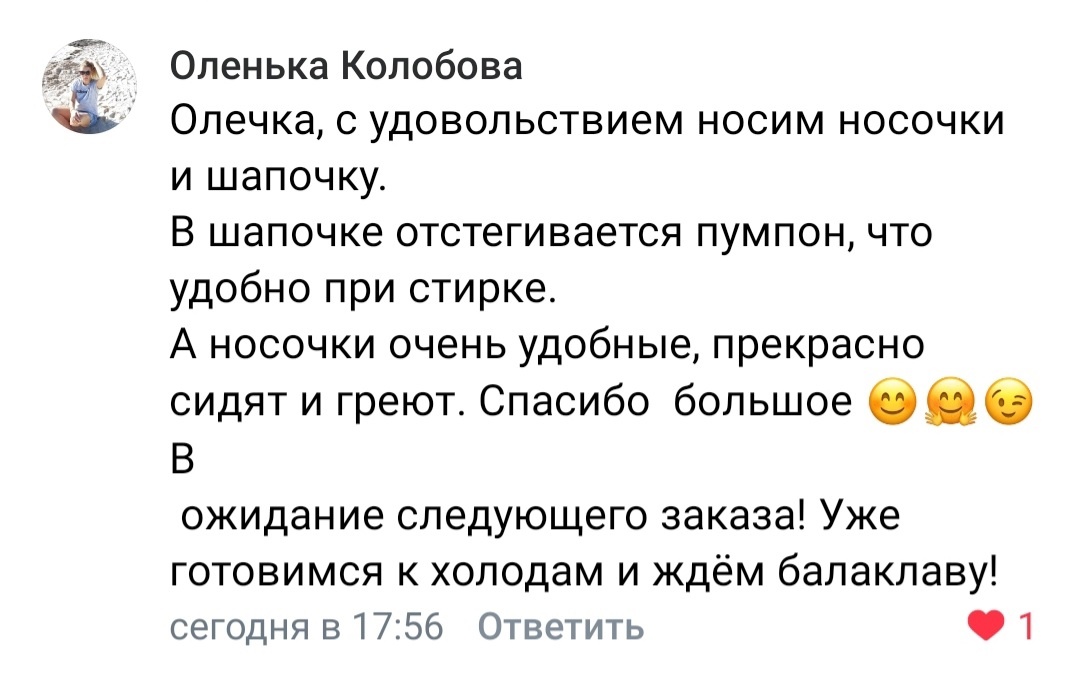 Оленька Колобова
Олечка, с удовольствием носим носочки
и шапочку.
В шапочке отстегивается пумпон, что
удобно при стирке.
А носочки очень удобные, прекрасно
сидят и греют. Спасибо  большое 😊🤗😉
В
ожидание следующего заказа! Уже
готовимся к холодам и ждём балаклаву!
сегодня в 17:56 Ответить ❤ 1